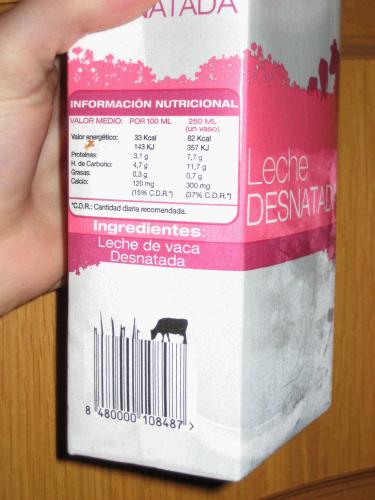 DESNATADA
INFORMACIÓN NUTRICIONAL
VALOR MEDIO: POR 100 ML 250 ML
(un vaso)
Valor energético: 33 Kcal 82 Kcal
143 KJ 357 KJ
Proteínas: 3,1 g 7,7 g
H. de Carbono: 4,7 g 11,7 g
Grasas: 0,3 g 0,7 g
Calcio: 120 mg 300 mg
(15% C.D.R.*) (37% C.D.R.*)
*C.D.R.: Cantidad diaria recomendada.
Ingredientes:
Leche de vaca
Desnatada
8 480000 108487 >
Leche
DESNATADA